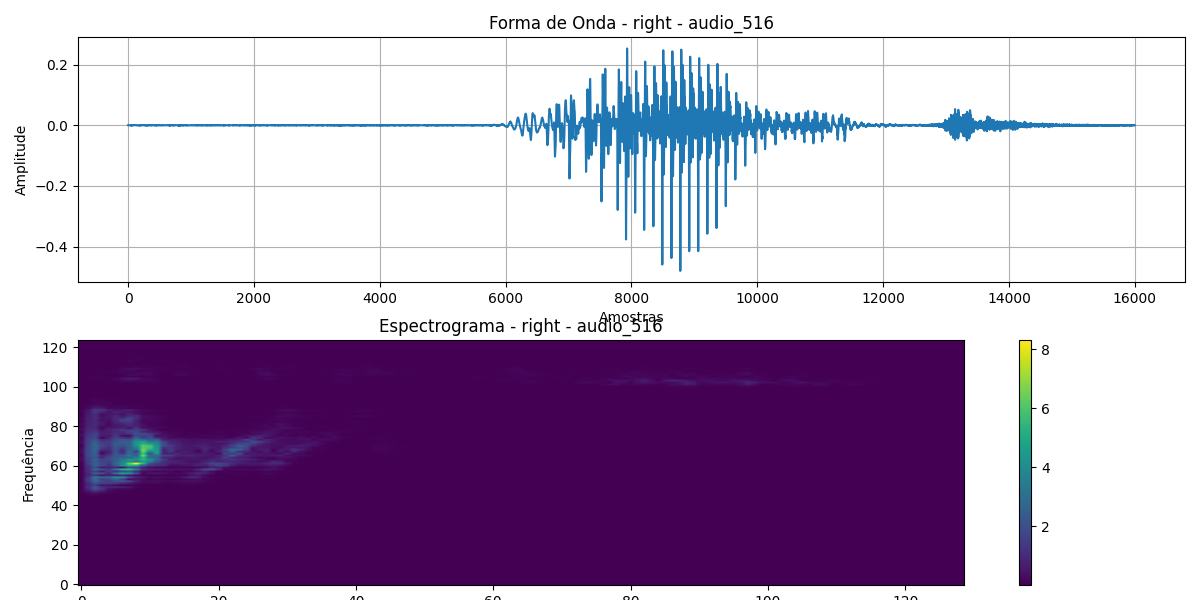 Forma de Onda - right - audio_516
0.2
0.0
−0.2
−0.4
Amplitude
0 2000 4000 6000 8000 10000 12000 14000 16000
Amostras
Espectrograma - right - audio_516
120
100
80
60
40
20
0
Frequência
8
6
4
2
0 20 40 60 80 100 120